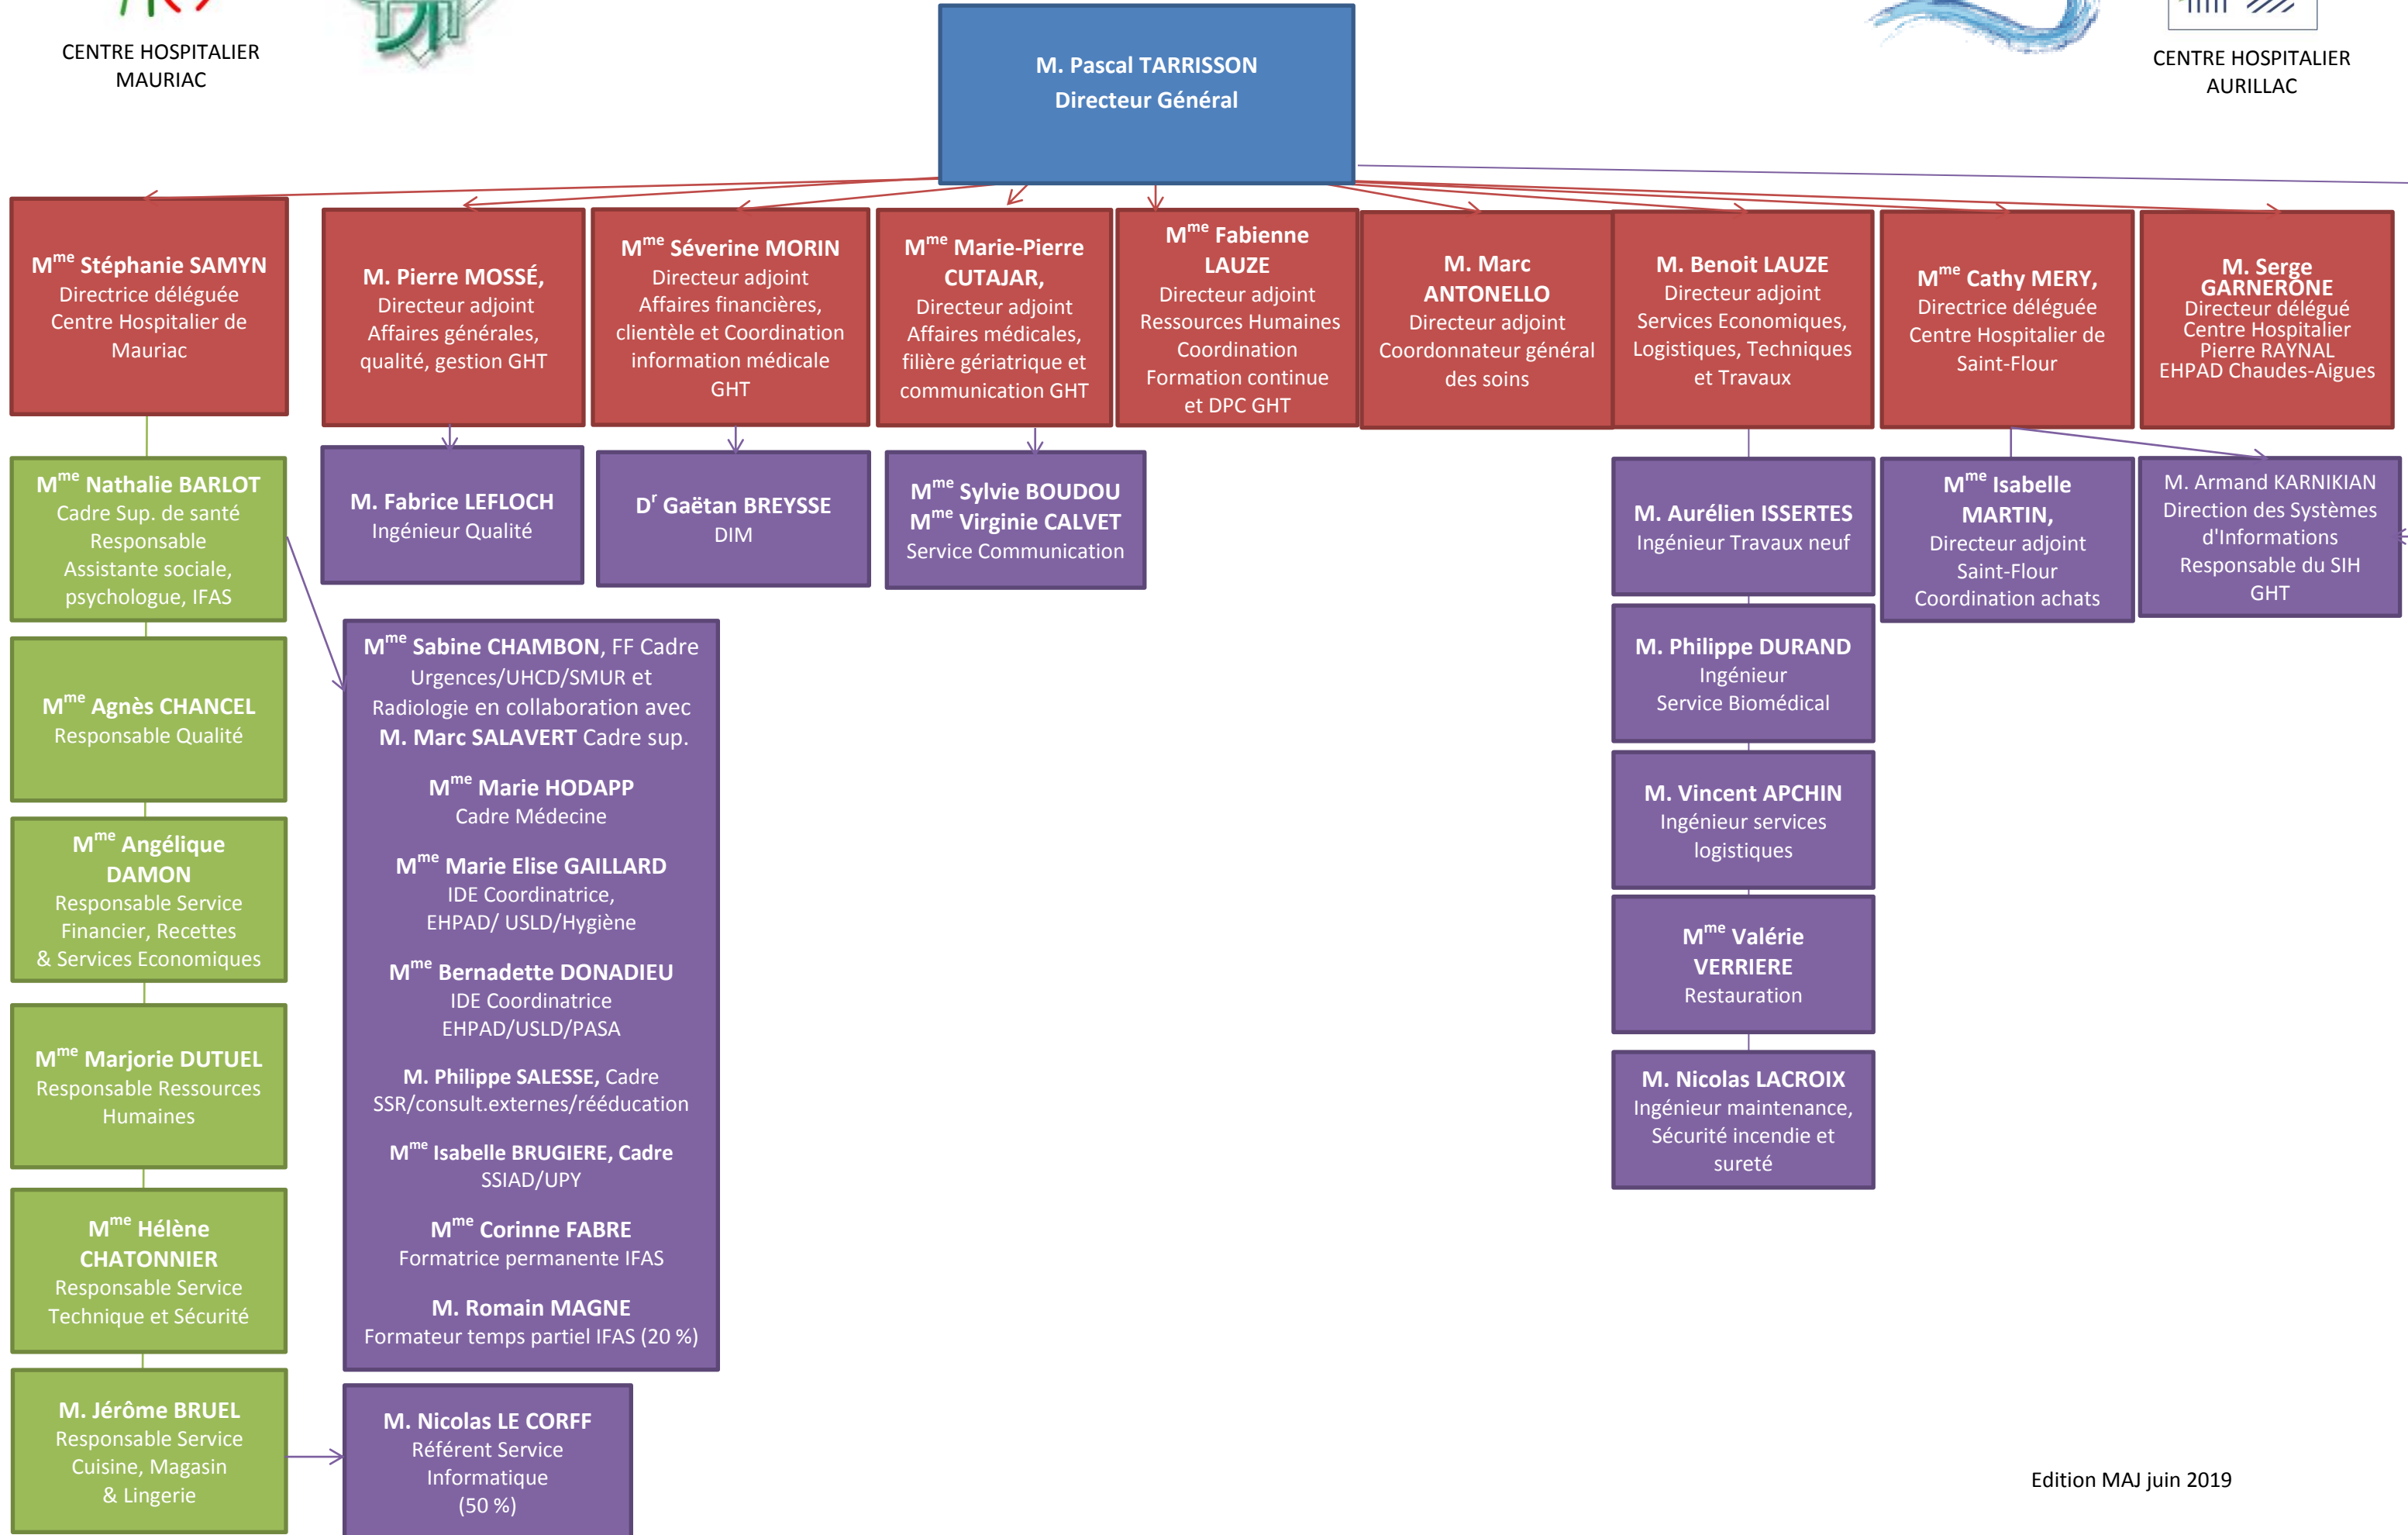 CENTRE HOSPITALIER
MAURIAC
CENTRE HOSPITALIER
AURILLAC
M. Pascal TARRISSON
Directeur Général
Mme Stéphanie SAMYN
Directrice déléguée
Centre Hospitalier de
Mauriac
M. Pierre MOSSÉ,
Directeur adjoint
Affaires générales,
qualité, gestion GHT
Mme Séverine MORIN
Directeur adjoint
Affaires financières,
clientèle et Coordination
information médicale
GHT
Mme Marie-Pierre
CUTAJAR,
Directeur adjoint
Affaires médicales,
filière gériatrique et
communication GHT
Mme Fabienne
LAUZE
Directeur adjoint
Ressources Humaines
Coordination
Formation continue
et DPC GHT
M. Marc
ANTONELLO
Directeur adjoint
Coordonnateur général
des soins
M. Benoit LAUZE
Directeur adjoint
Services Economiques,
Logistiques, Techniques
et Travaux
Mme Cathy MERY,
Directrice déléguée
Centre Hospitalier de
Saint-Flour
M. Serge
GARNERONE
Directeur délégué
Centre Hospitalier
Pierre RAYNAL
EHPAD Chaudes-Aigues
Mme Nathalie BARLOT
Cadre Sup. de santé
Responsable
Assistante sociale,
psychologue, IFAS
M. Fabrice LEFLOCH
Ingénieur Qualité
Dr Gaëtan BREYSSE
DIM
Mme Sylvie BOUDOU
Mme Virginie CALVET
Service Communication
M. Aurélien ISSERTES
Ingénieur Travaux neuf
Mme Isabelle
MARTIN,
Directeur adjoint
Saint-Flour
Coordination achats
M. Armand KARNIKIAN
Direction des Systèmes
d'Informations
Responsable du SIH
GHT
Mme Agnès CHANCEL
Responsable Qualité
Mme Angélique
DAMON
Responsable Service
Financier, Recettes
& Services Economiques
Mme Marjorie DUTUEL
Responsable Ressources
Humaines
Mme Hélène
CHATONNIER
Responsable Service
Technique et Sécurité
M. Jérôme BRUEL
Responsable Service
Cuisine, Magasin
& Lingerie
Mme Sabine CHAMBON, FF Cadre
Urgences/UHCD/SMUR et
Radiologie en collaboration avec
M. Marc SALAVERT Cadre sup.
Mme Marie HODAPP
Cadre Médecine
Mme Marie Elise GAILLARD
IDE Coordinatrice,
EHPAD/ USLD/Hygiène
Mme Bernadette DONADIEU
IDE Coordinatrice
EHPAD/USLD/PASA
M. Philippe SALESSE, Cadre
SSR/consult.externes/rééducation
Mme Isabelle BRUGIERE, Cadre
SSIAD/UPY
Mme Corinne FABRE
Formatrice permanente IFAS
M. Romain MAGNE
Formateur temps partiel IFAS (20 %)
M. Nicolas LE CORFF
Référent Service
Informatique
(50 %)
M. Philippe DURAND
Ingénieur
Service Biomédical
M. Vincent APCHIN
Ingénieur services
logistiques
Mme Valérie
VERRIERE
Restauration
M. Nicolas LACROIX
Ingénieur maintenance,
Sécurité incendie et
sureté
Edition MAJ juin 2019